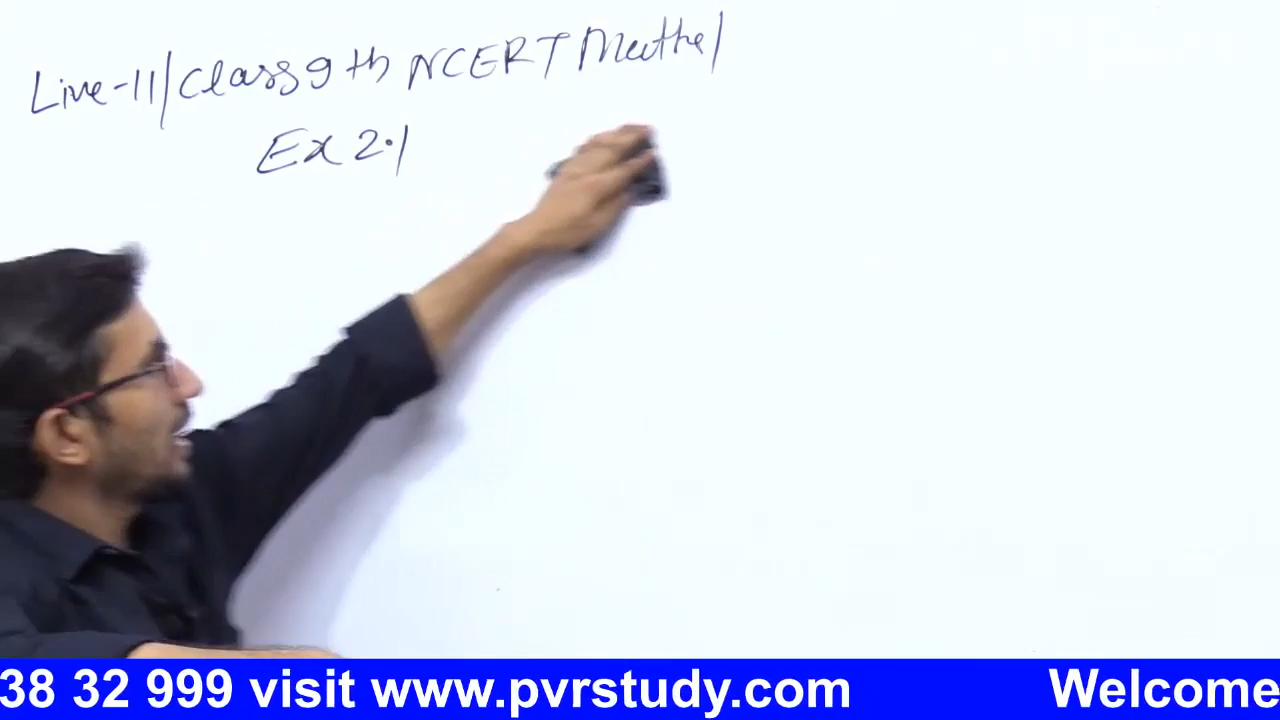 Live-11/Class 9th NCERT Maths/
Ex 2.1
38 32 999 visit www.pvrstudy.com Welcome